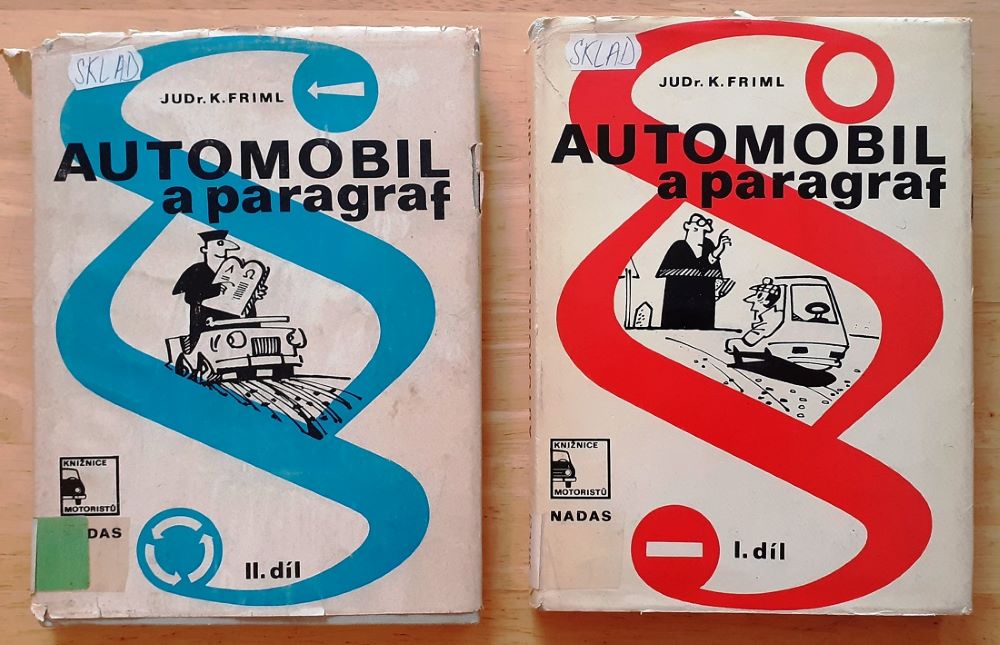 SKLAD
JUDr. K. FRIML
AUTOMOBIL
a paragraf
KNIŽNICE
MOTORISTŮ
DAS
II. díl
SKLAD
JUDr. K. FRIML
AUTOMOBIL
a paragraf
KNIŽNICE
MOTORISTŮ
NADAS
I. díl